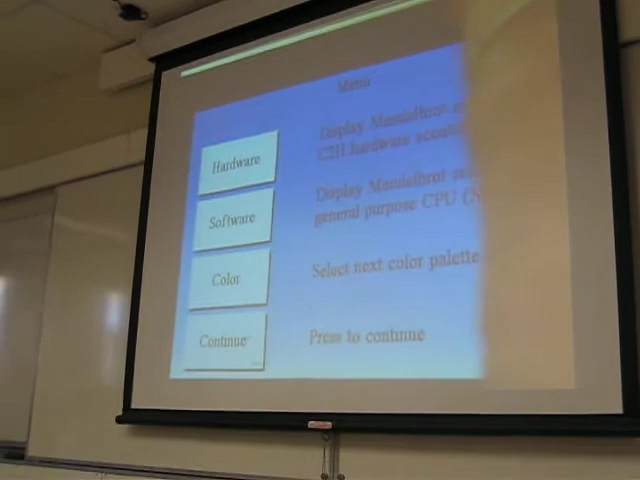 Menu
Hardware
Display Mandelbrot
C2H hardware
Software
Display Mandelbrot
general purpose CPU
Color
Select next color palette
Continue
Press to continue